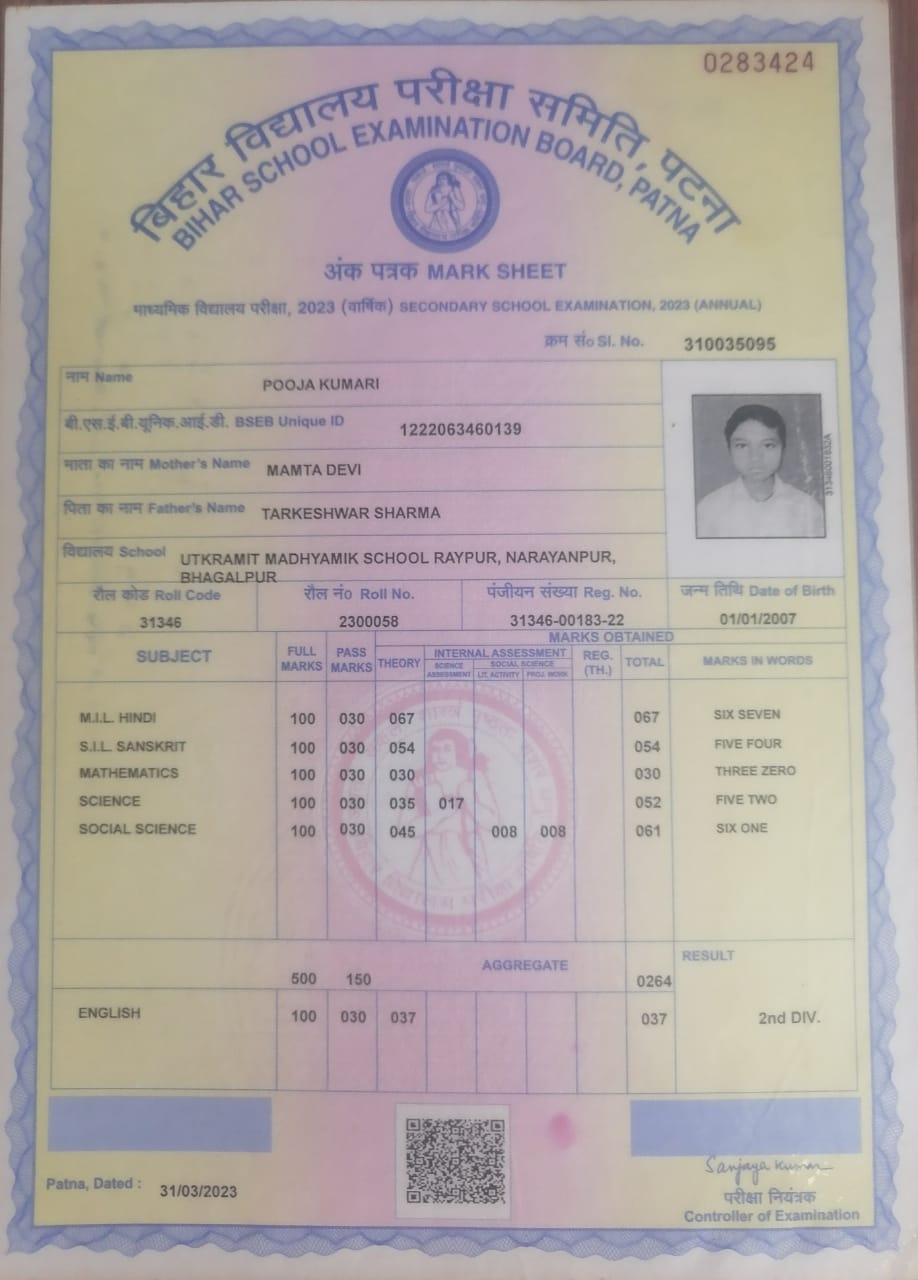 0283424
बिहार विद्यालय परीक्षा समिति, पटना
BIHAR SCHOOL EXAMINATION BOARD, PATNA
अंक पत्रक MARK SHEET
माध्यमिक विद्यालय परीक्षा, 2023 (वार्षिक) SECONDARY SCHOOL EXAMINATION, 2023 (ANNUAL)
क्रम सं० Sl. No. 310035095
नाम Name POOJA KUMARI
बी.एस.ई.बी.यूनिक.आई.डी. BSEB Unique ID 1222063460139
माता का नाम Mother's Name MAMTA DEVI
पिता का नाम Father's Name TARKESHWAR SHARMA
विद्यालय School UTKRAMIT MADHYAMIK SCHOOL RAYPUR, NARAYANPUR,
BHAGALPUR
रौल कोड Roll Code रौल नं० Roll No. पंजीयन संख्या Reg. No. जन्म तिथि Date of Birth
31346 2300058 31346-00183-22 01/01/2007
MARKS OBTAINED
SUBJECT FULL MARKS PASS MARKS THEORY INTERNAL ASSESSMENT REG. (TH.) TOTAL MARKS IN WORDS
SCIENCE ASSESSMENT SOCIAL SCIENCE
LIT. ACTIVITY PROJ. WORK
M.I.L. HINDI 100 030 067 067 SIX SEVEN
S.I.L. SANSKRIT 100 030 054 054 FIVE FOUR
MATHEMATICS 100 030 030 030 THREE ZERO
SCIENCE 100 030 035 017 052 FIVE TWO
SOCIAL SCIENCE 100 030 045 008 008 061 SIX ONE
500 150 AGGREGATE 0264 RESULT
ENGLISH 100 030 037 037 2nd DIV.
Patna, Dated : 31/03/2023
Sanjaya Kumar
परीक्षा नियंत्रक
Controller of Examination